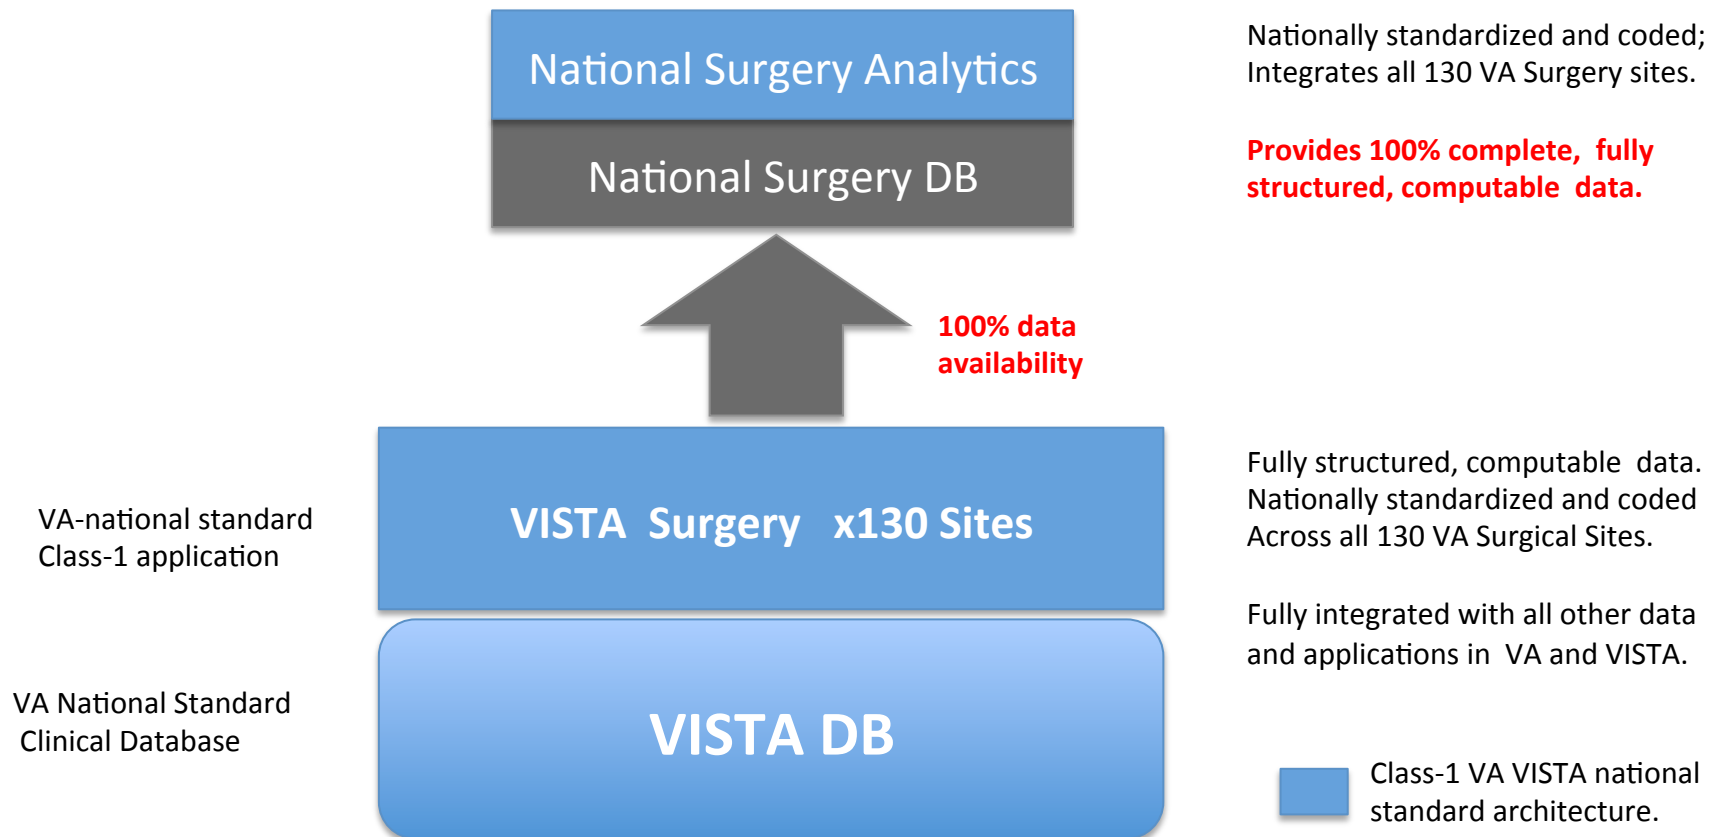 National Surgery Analytics
National Surgery DB
Nationally standardized and coded;
Integrates all 130 VA Surgery sites.
Provides 100% complete,  fully
structured, computable  data.
100% data
availability
VA-national standard
Class-1 application
VISTA  Surgery   x130 Sites
Fully structured, computable  data.
Nationally standardized and coded
Across all 130 VA Surgical Sites.
Fully integrated with all other data
and applications in  VA and VISTA.
VA National Standard
Clinical Database
VISTA DB
Class-1 VA VISTA national
standard architecture.